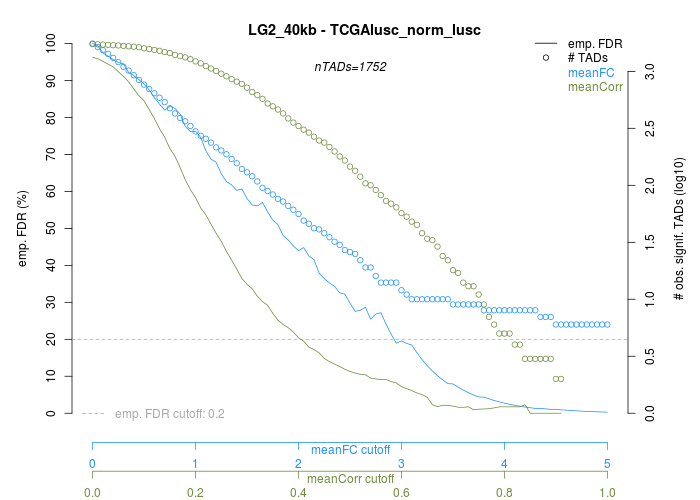 LG2_40kb - TCGAlusc_norm_lusc
nTADs=1752
emp. FDR
# TADs
meanFC
meanCorr
emp. FDR (%)
0 10 20 30 40 50 60 70 80 90 100
# obs. signif. TADs (log10)
0.0 0.5 1.0 1.5 2.0 2.5 3.0
emp. FDR cutoff: 0.2
meanFC cutoff
0 1 2 3 4 5
meanCorr cutoff
0.0 0.2 0.4 0.6 0.8 1.0